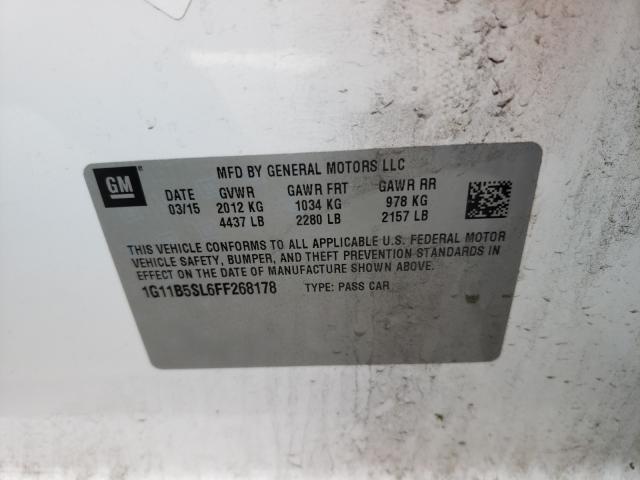 GM
MFD BY GENERAL MOTORS LLC
DATE GVWR GAWR FRT GAWR RR
03/15 2012 KG 1034 KG 978 KG
4437 LB 2280 LB 2157 LB
THIS VEHICLE CONFORMS TO ALL APPLICABLE U.S. FEDERAL MOTOR
VEHICLE SAFETY, BUMPER, AND THEFT PREVENTION STANDARDS IN
EFFECT ON THE DATE OF MANUFACTURE SHOWN ABOVE.
1G11B5SL6FF268178 TYPE: PASS CAR